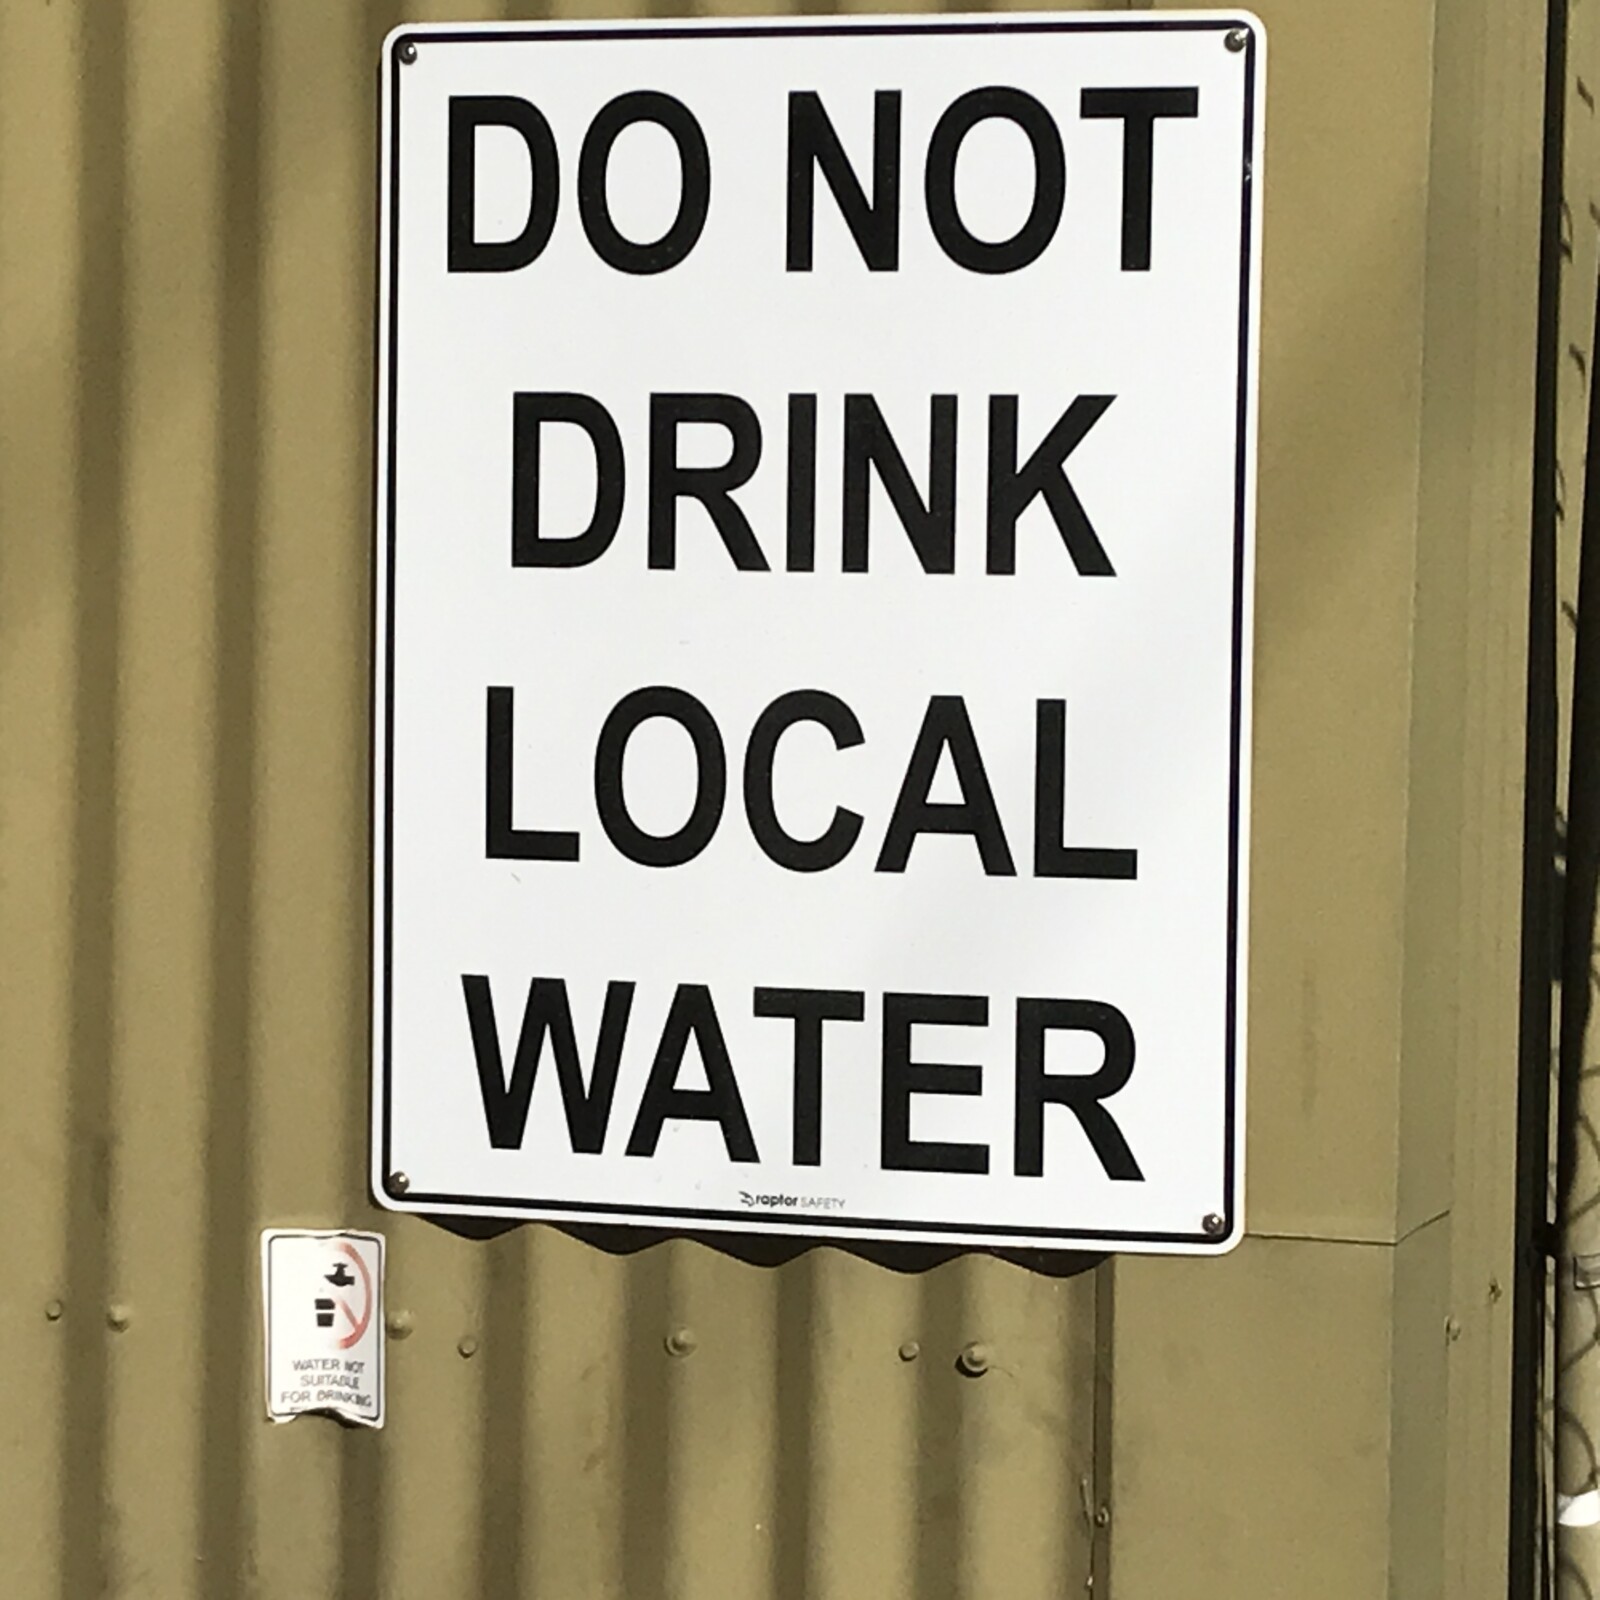 DO NOT
DRINK
LOCAL
WATER
raptor SAFETY
WATER NOT
SUITABLE
FOR DRINKING